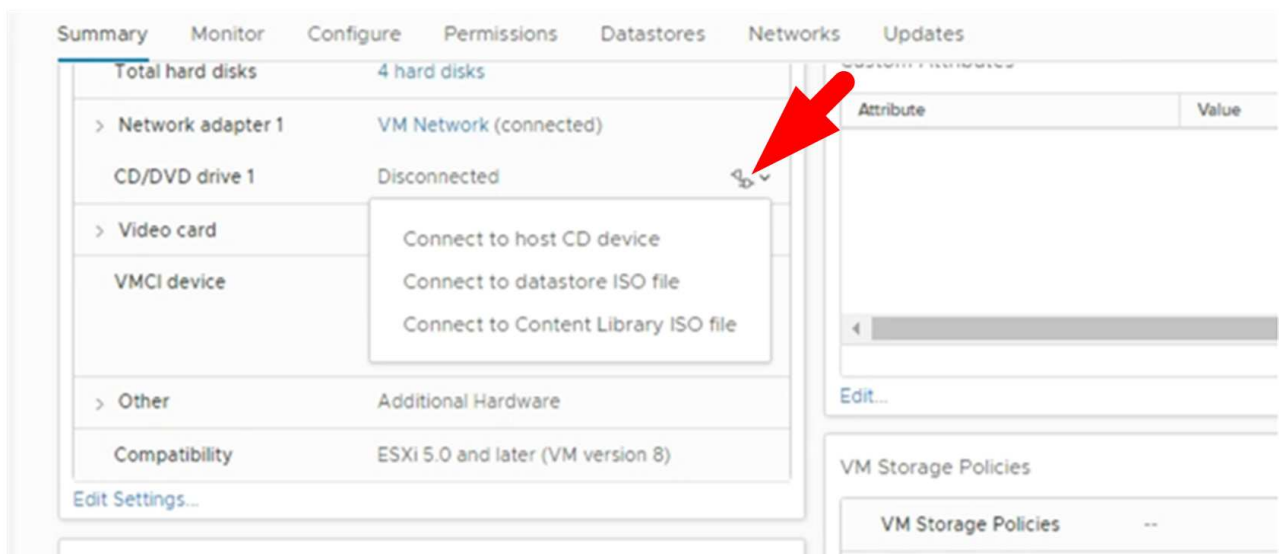 Summary Monitor Configure Permissions Datastores Networks Updates
Total hard disks 4 hard disks
Custom Attributes
Network adapter 1 VM Network (connected)
Attribute Value
CD/DVD drive 1 Disconnected
Video card
Connect to host CD device
VMCI device
Connect to datastore ISO file
Connect to Content Library ISO file
Other Additional Hardware
Edit...
Compatibility ESXi 5.0 and later (VM version 8)
VM Storage Policies
Edit Settings...
VM Storage Policies --